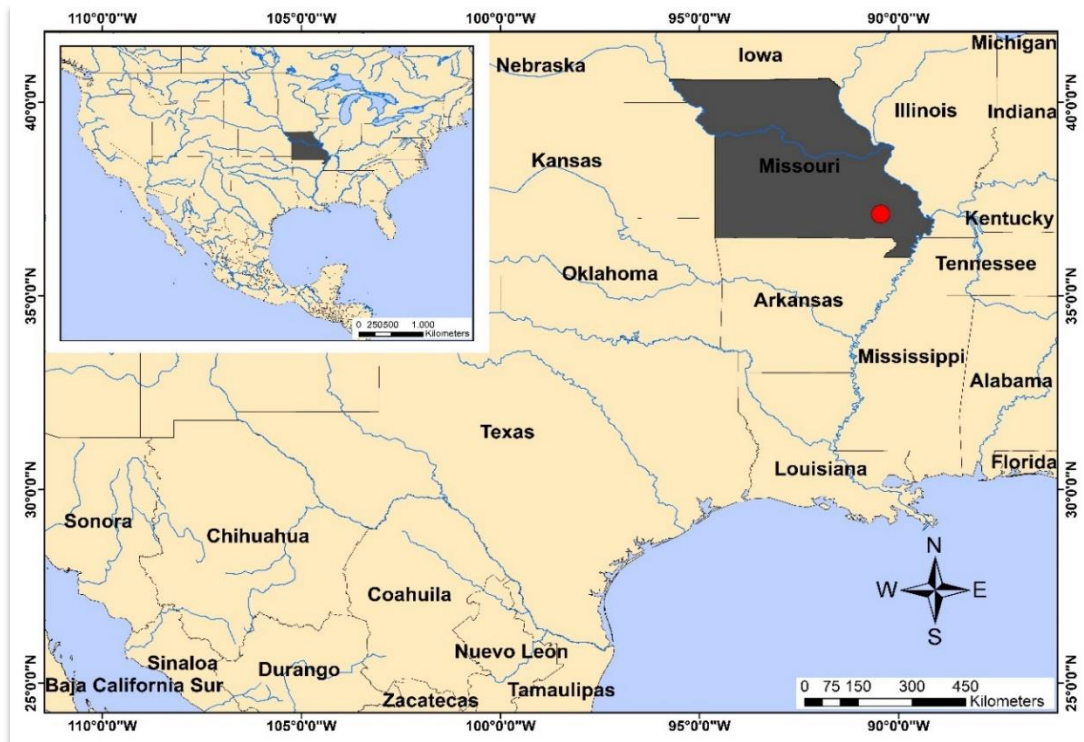 110°0'0"W 105°0'0"W 100°0'0"W 95°0'0"W 90°0'0"W
Michigan
Iowa
Nebraska
40°0'0"N 40°0'0"N
Illinois
Indiana
Kansas
Missouri
Kentucky
Tennessee
Oklahoma
Arkansas
0 250500 1.000
Kilometers
35°0'0"N 35°0'0"N
Mississippi
Alabama
Texas
Louisiana
Florida
30°0'0"N 30°0'0"N
Sonora
Chihuahua
N
W E
S
Coahuila
Nuevo León
Sinaloa
Durango
Baja California Sur
Tamaulipas
Zacatecas
25°0'0"N 25°0'0"N
0 75 150 300 450
Kilometers
110°0'0"W 105°0'0"W 100°0'0"W 95°0'0"W 90°0'0"W